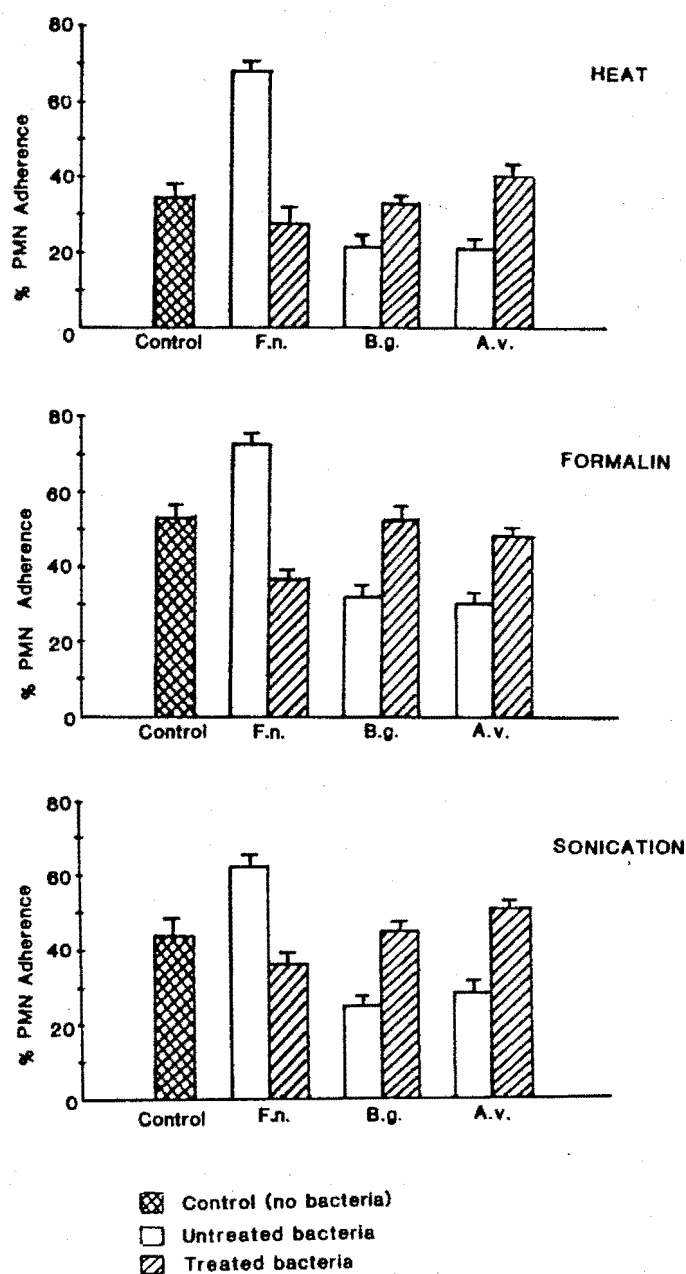 HEAT
80
60
40
20
0
% PMN Adherence
Control F.n. B.g. A.v.
FORMALIN
80
60
40
20
0
% PMN Adherence
Control F.n. B.g. A.v.
SONICATION
80
60
40
20
0
% PMN Adherence
Control F.n. B.g. A.v.
Control (no bacteria)
Untreated bacteria
Treated bacteria